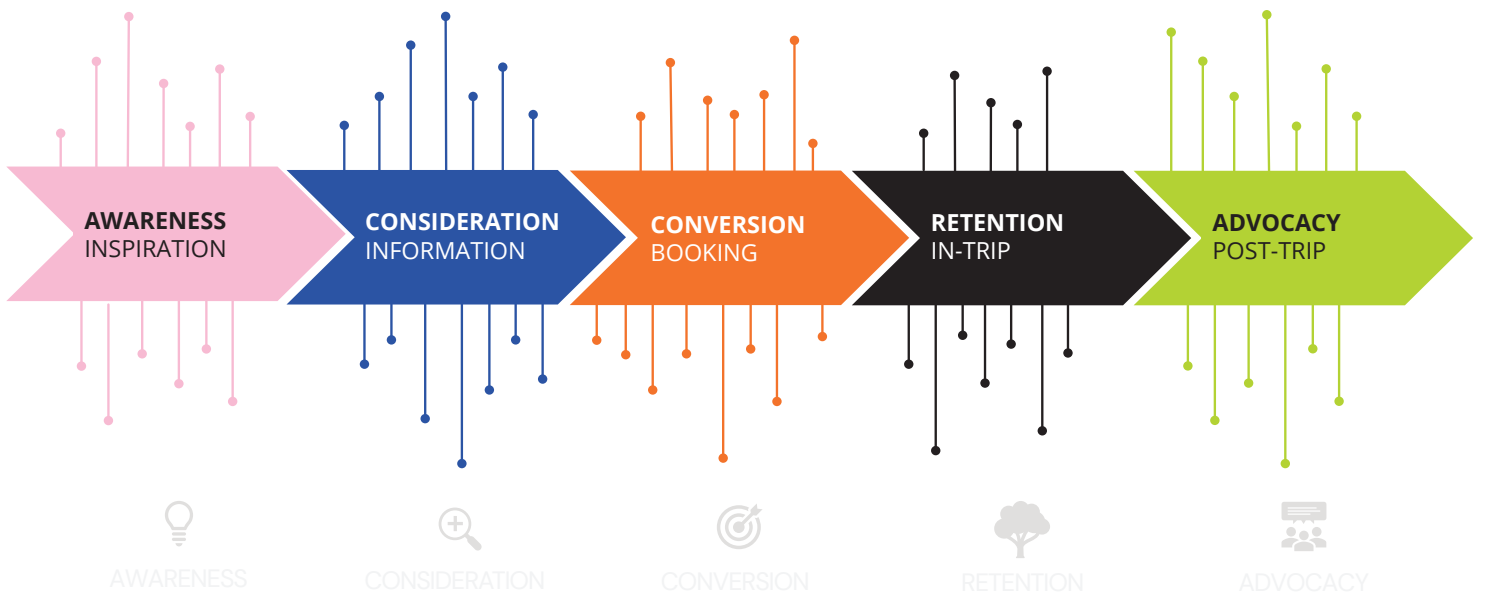 AWARENESS
INSPIRATION
CONSIDERATION
INFORMATION
CONVERSION
BOOKING
RETENTION
IN-TRIP
ADVOCACY
POST-TRIP
AWARENESS
CONSIDERATION
CONVERSION
RETENTION
ADVOCACY